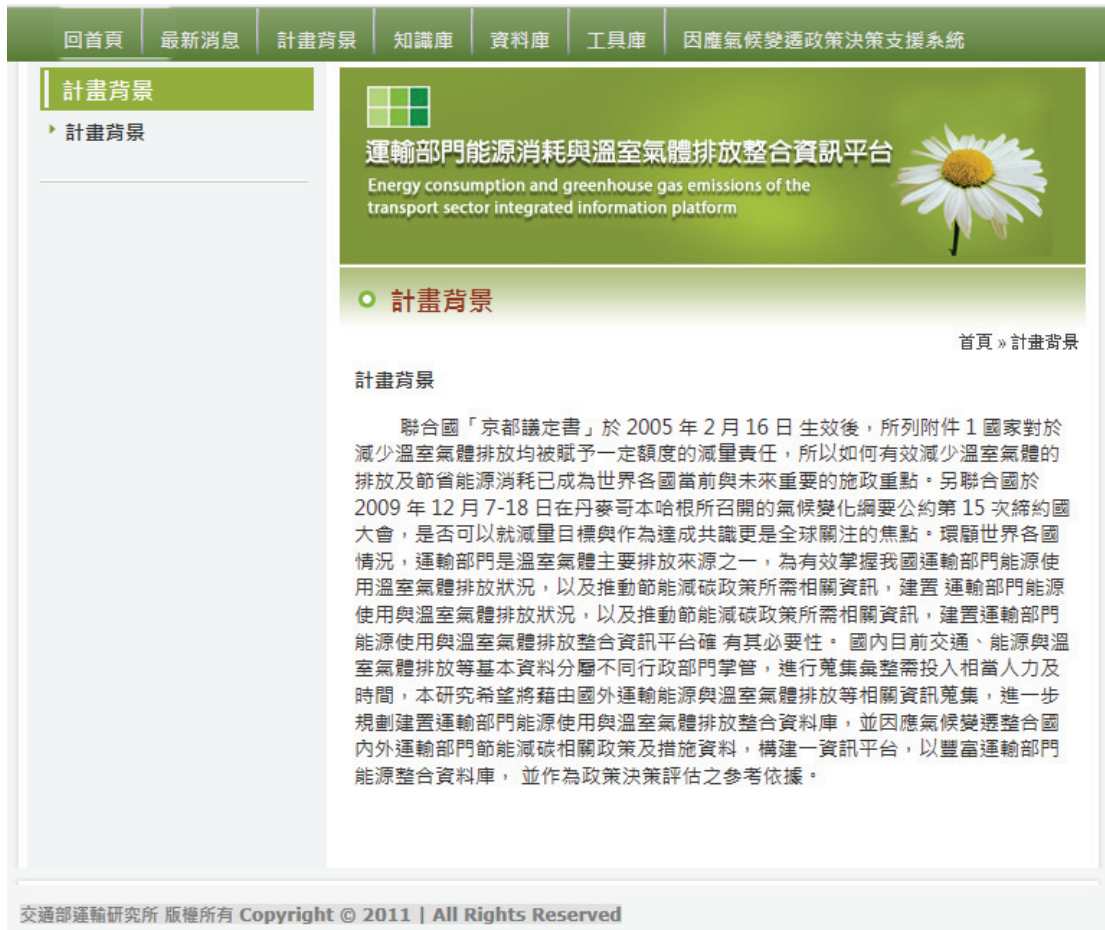 回首頁 最新消息 計畫背景 知識庫 資料庫 工具庫 因應氣候變遷政策決策支援系統
計畫背景
計畫背景
運輸部門能源消耗與溫室氣體排放整合資訊平台
Energy consumption and greenhouse gas emissions of the
transport sector integrated information platform
計畫背景
首頁 » 計畫背景
計畫背景
聯合國「京都議定書」於 2005 年 2 月 16 日 生效後，所列附件 1 國家對於
減少溫室氣體排放均被賦予一定額度的減量責任，所以如何有效減少溫室氣體的
排放及節省能源消耗已成為世界各國當前與未來重要的施政重點。另聯合國於
2009 年 12 月 7-18 日在丹麥哥本哈根所召開的氣候變化綱要公約第 15 次締約國
大會，是否可以就減量目標與作為達成共識更是全球關注的焦點。環顧世界各國
情況，運輸部門是溫室氣體主要排放來源之一，為有效掌握我國運輸部門能源使
用溫室氣體排放狀況，以及推動節能減碳政策所需相關資訊，建置 運輸部門能源
使用與溫室氣體排放狀況，以及推動節能減碳政策所需相關資訊，建置運輸部門
能源使用與溫室氣體排放整合資訊平台確 有其必要性。 國內目前交通、能源與溫
室氣體排放等基本資料分屬不同行政部門掌管，進行蒐集彙整需投入相當人力及
時間，本研究希望將藉由國外運輸能源與溫室氣體排放等相關資訊蒐集，進一步
規劃建置運輸部門能源使用與溫室氣體排放整合資料庫，並因應氣候變遷整合國
內外運輸部門節能減碳相關政策及措施資料，構建一資訊平台，以豐富運輸部門
能源整合資料庫， 並作為政策決策評估之參考依據。
交通部運輸研究所 版權所有 Copyright © 2011 | All Rights Reserved